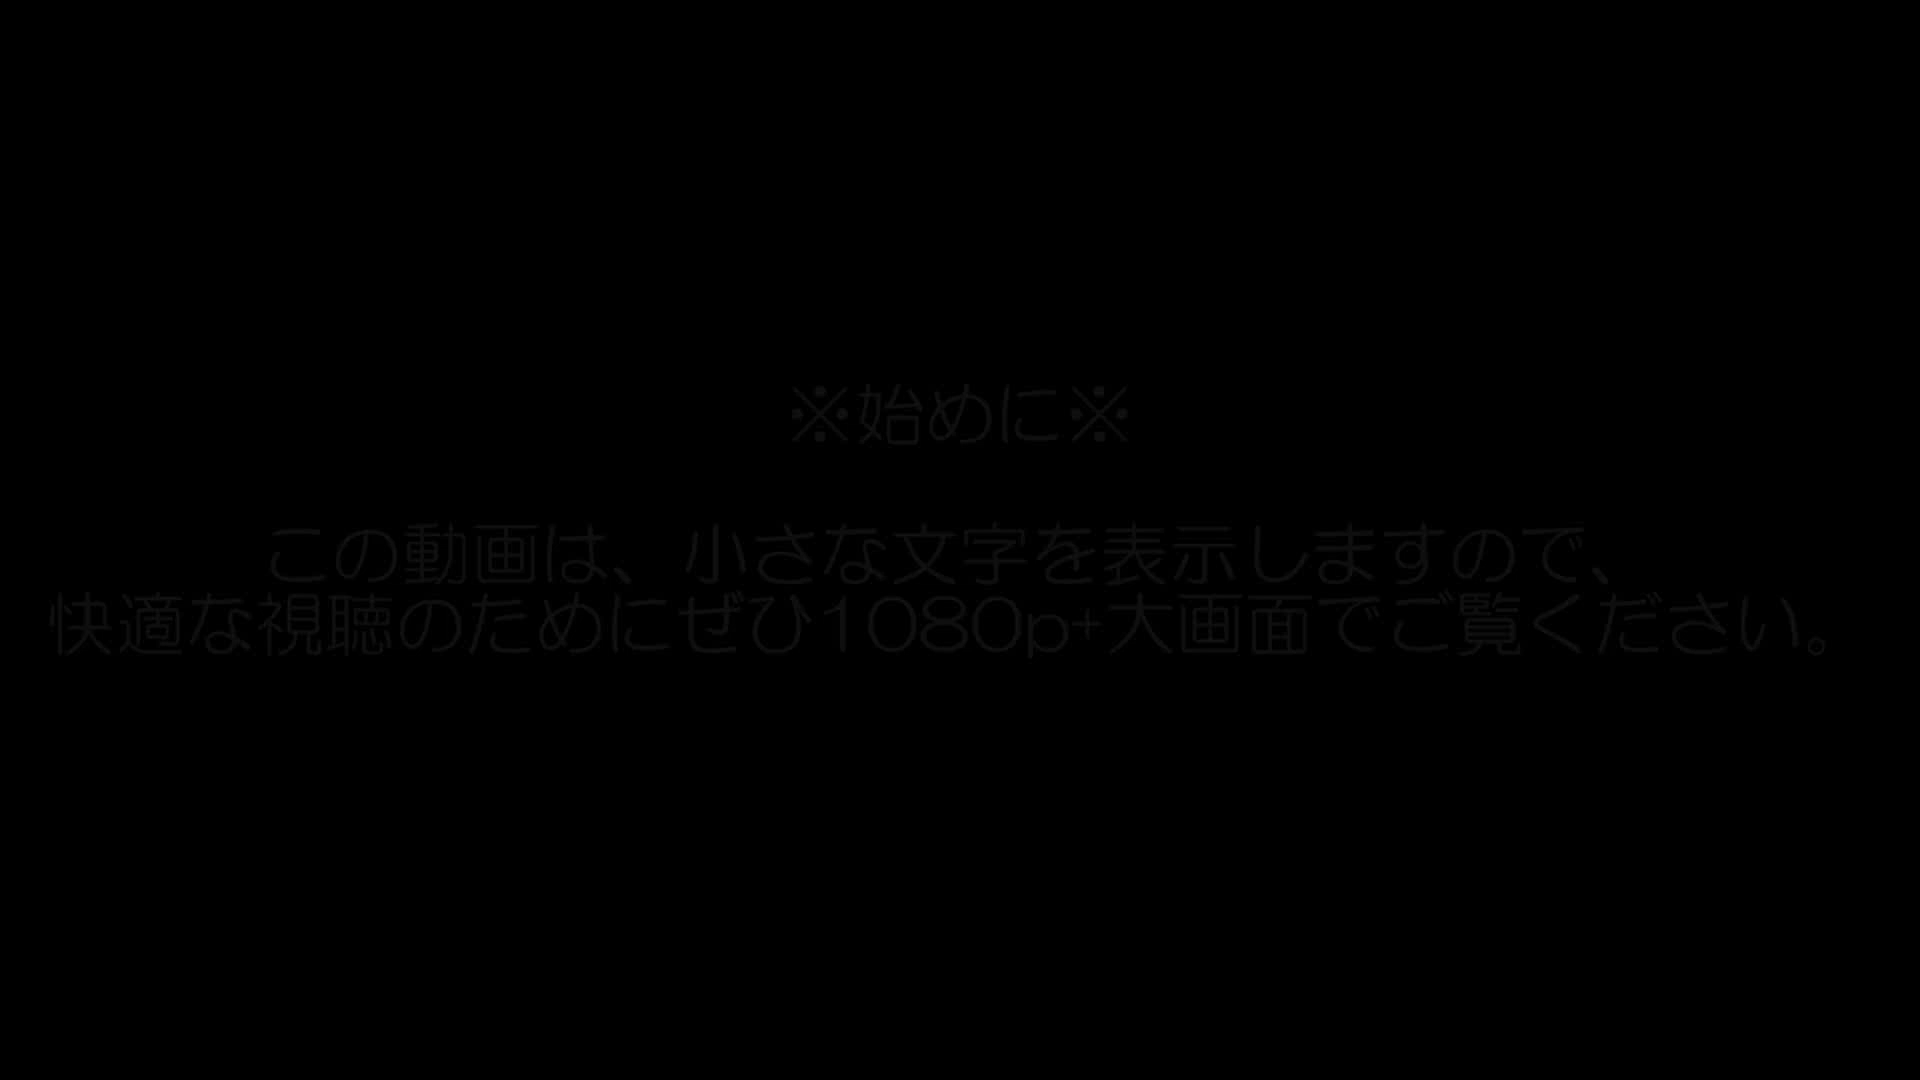 ※始めに※
この動画は、小さな文字を表示しますので、
快適な視聴のためにぜひ1080p+大画面でご覧ください。